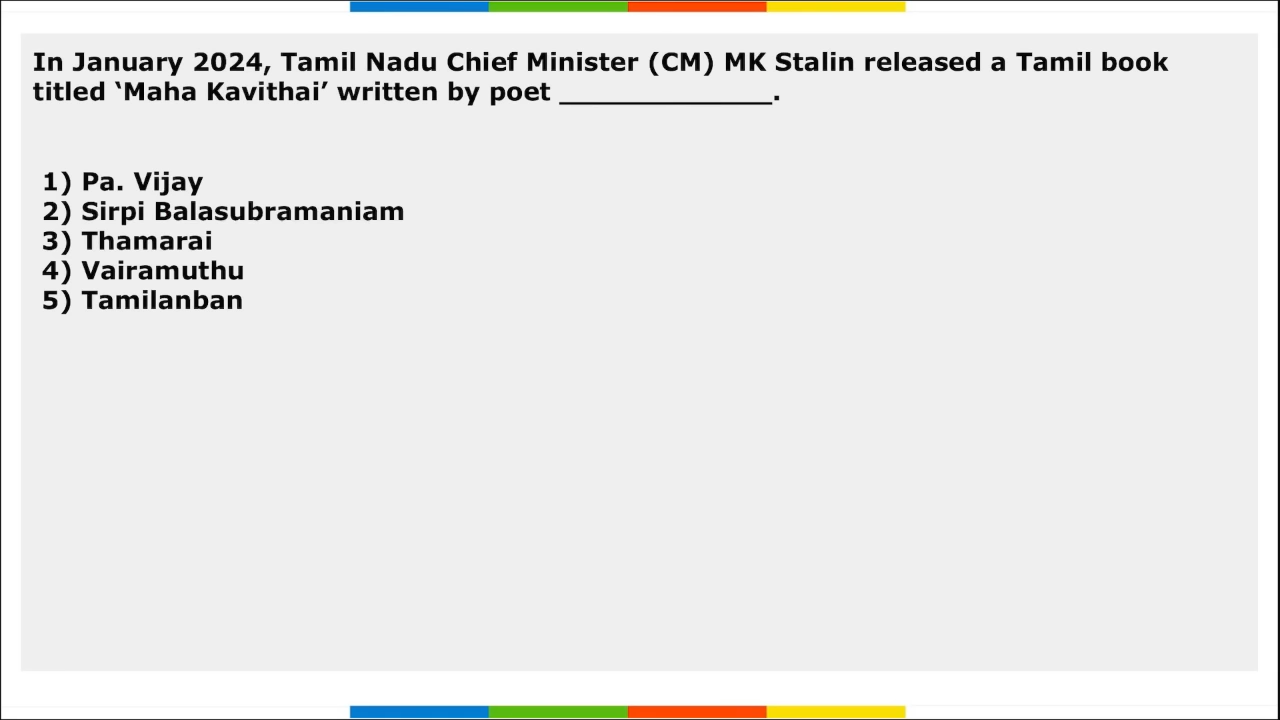 In January 2024, Tamil Nadu Chief Minister (CM) MK Stalin released a Tamil book
titled ‘Maha Kavithai’ written by poet _______________.
1) Pa. Vijay
2) Sirpi Balasubramaniam
3) Thamarai
4) Vairamuthu
5) Tamilanban